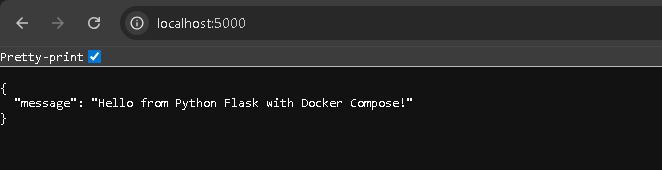 localhost:5000
Pretty-print
{
  "message": "Hello from Python Flask with Docker Compose!"
}